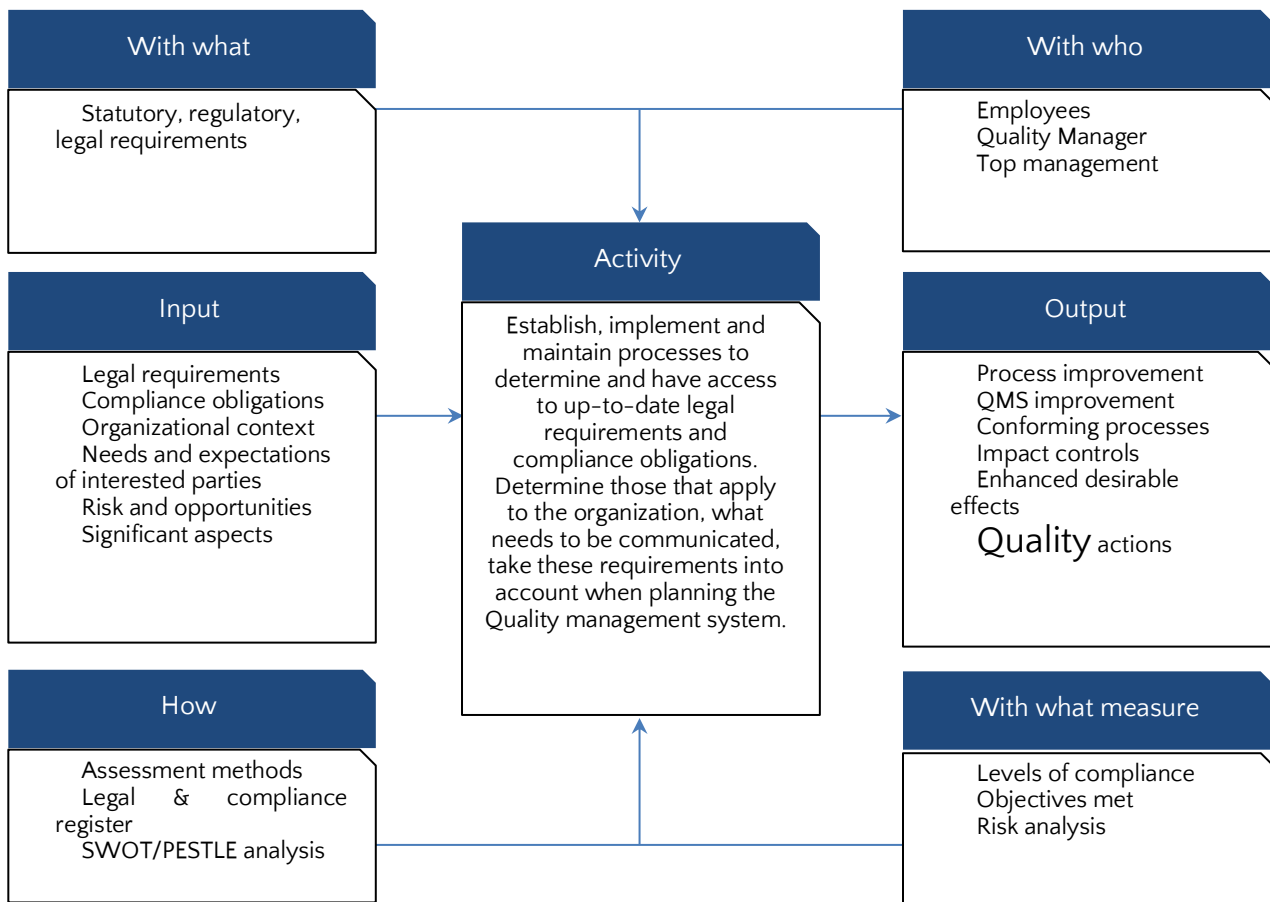 With what
Statutory, regulatory,
legal requirements
With who
Employees
Quality Manager
Top management
Input
Legal requirements
Compliance obligations
Organizational context
Needs and expectations
of interested parties
Risk and opportunities
Significant aspects
Activity
Establish, implement and
maintain processes to
determine and have access
to up-to-date legal
requirements and
compliance obligations.
Determine those that apply
to the organization, what
needs to be communicated,
take these requirements into
account when planning the
Quality management system.
Output
Process improvement
QMS improvement
Conforming processes
Impact controls
Enhanced desirable
effects
Quality actions
How
Assessment methods
Legal & compliance
register
SWOT/PESTLE analysis
With what measure
Levels of compliance
Objectives met
Risk analysis